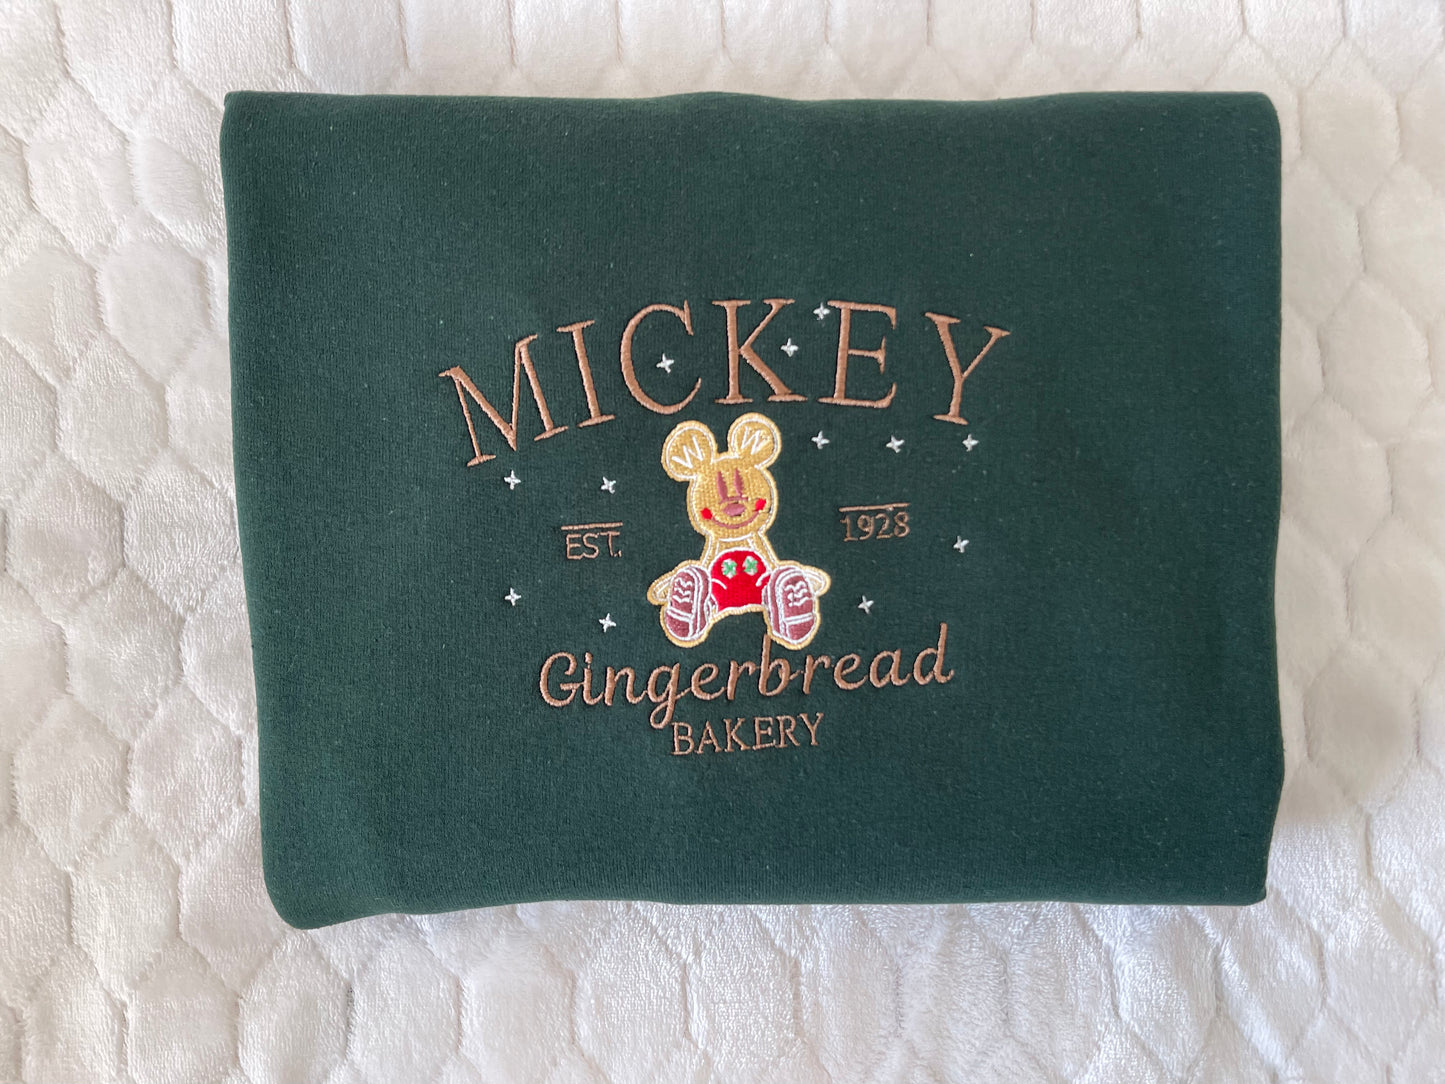 MICKEY
EST. 1928
Gingerbread
BAKERY